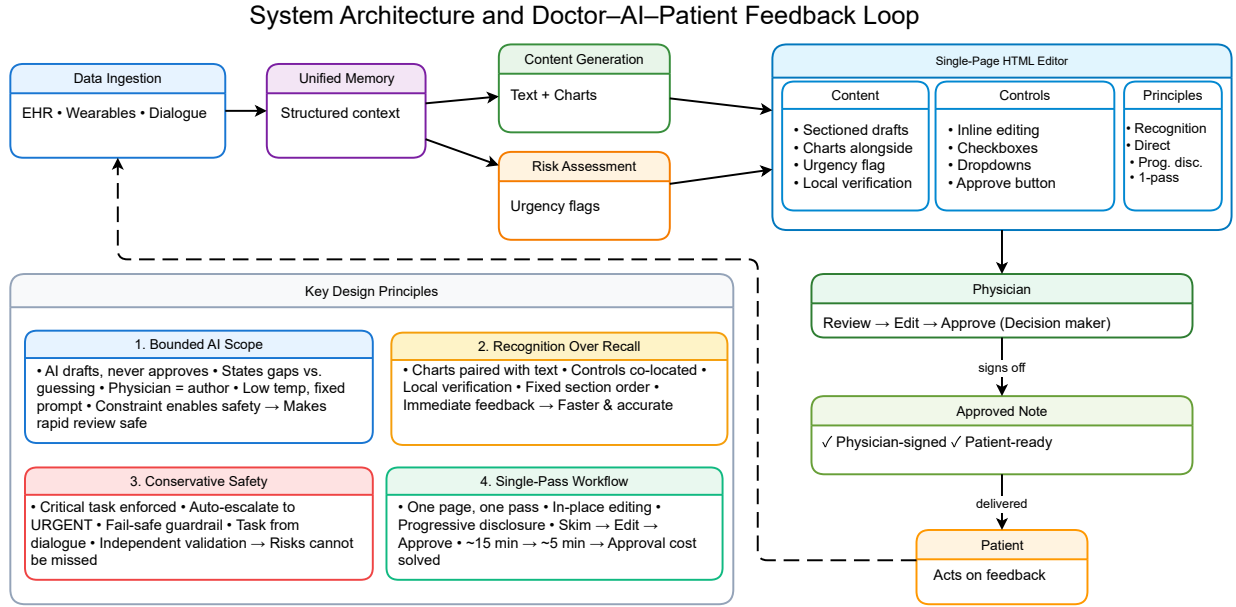 System Architecture and Doctor–AI–Patient Feedback Loop
Data Ingestion
EHR • Wearables • Dialogue
Unified Memory
Structured context
Content Generation
Text + Charts
Risk Assessment
Urgency flags
Single-Page HTML Editor
Content
• Sectioned drafts
• Charts alongside
• Urgency flag
• Local verification
Controls
• Inline editing
• Checkboxes
• Dropdowns
• Approve button
Principles
• Recognition
• Direct
• Prog. disc.
• 1-pass
Physician
Review → Edit → Approve (Decision maker)
signs off
Approved Note
✓ Physician-signed ✓ Patient-ready
delivered
Patient
Acts on feedback
Key Design Principles
1. Bounded AI Scope
• AI drafts, never approves • States gaps vs.
guessing • Physician = author • Low temp, fixed
prompt • Constraint enables safety → Makes
rapid review safe
2. Recognition Over Recall
• Charts paired with text • Controls co-located •
Local verification • Fixed section order •
Immediate feedback → Faster & accurate
3. Conservative Safety
• Critical task enforced • Auto-escalate to
URGENT • Fail-safe guardrail • Task from
dialogue • Independent validation → Risks cannot
be missed
4. Single-Pass Workflow
• One page, one pass • In-place editing •
Progressive disclosure • Skim → Edit →
Approve • ~15 min → ~5 min → Approval cost
solved